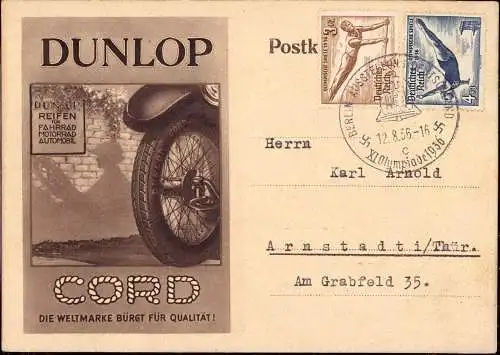 DUNLOP
DUNLOP
REIFEN
FÜR
FAHRRAD
MOTORRAD
AUTOMOBIL
CORD
DIE WELTMARKE BÜRGT FÜR QUALITÄT!
Postk
Deutsches
Reich
Deutsches
Reich
BERLIN
12.8.36-16
c
XI.Olympiade 1936
Herrn
Karl Arnold
Arnstadt i/Thür.
Am Grabfeld 35.